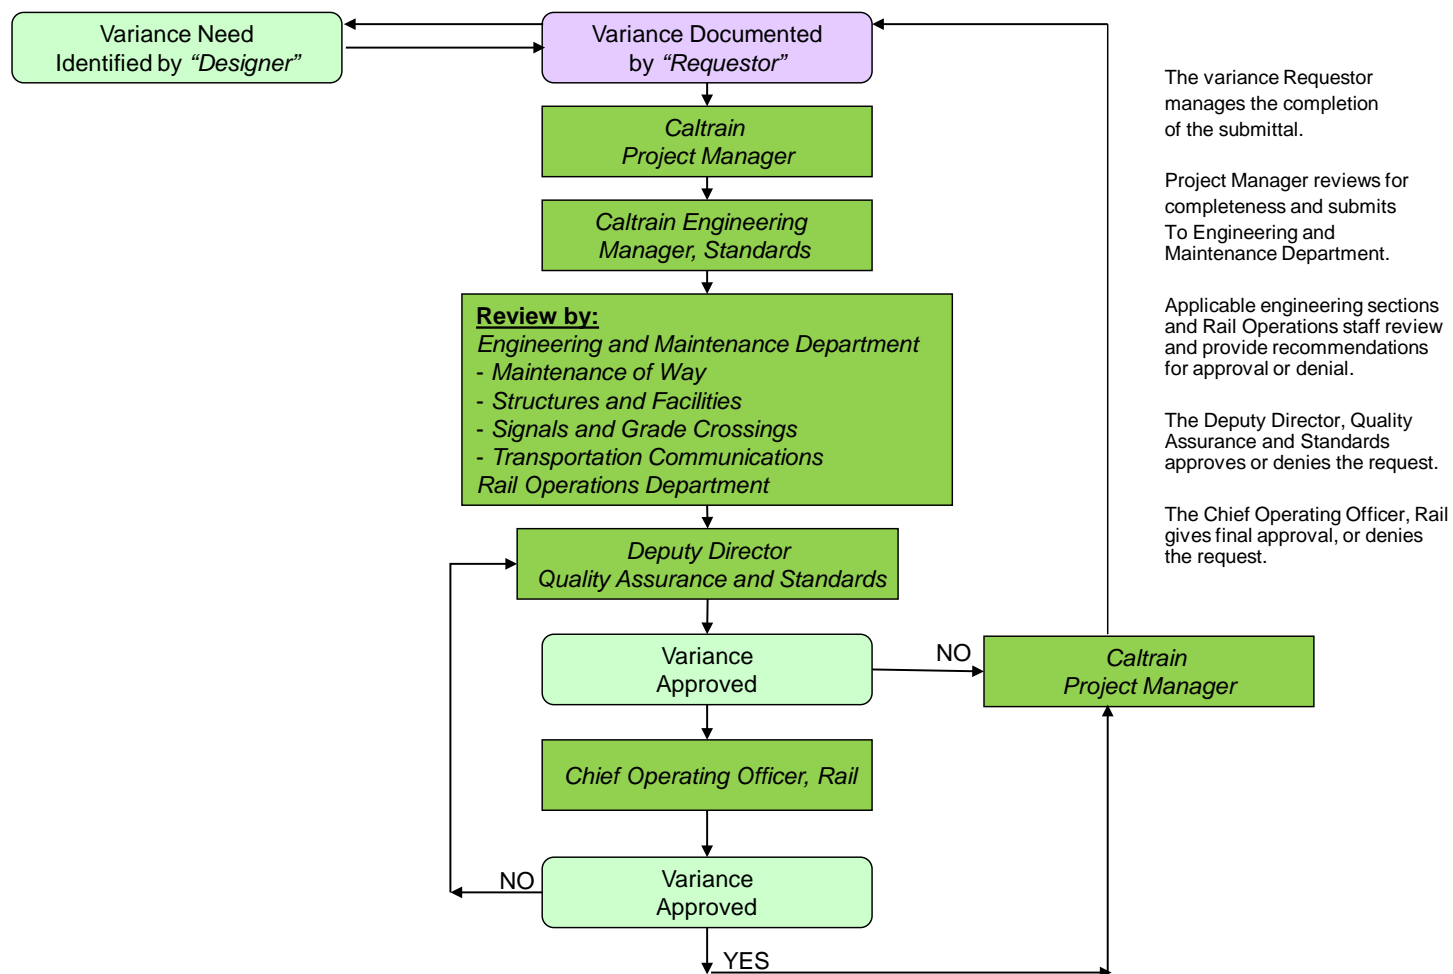 Variance Need
Identified by “Designer”
Variance Documented
by “Requestor”
Caltrain
Project Manager
Caltrain Engineering
Manager, Standards
Review by:
Engineering and Maintenance Department
- Maintenance of Way
- Structures and Facilities
- Signals and Grade Crossings
- Transportation Communications
Rail Operations Department
Deputy Director
Quality Assurance and Standards
Variance
Approved
NO
Caltrain
Project Manager
Chief Operating Officer, Rail
NO
Variance
Approved
YES
The variance Requestor
manages the completion
of the submittal.
Project Manager reviews for
completeness and submits
To Engineering and
Maintenance Department.
Applicable engineering sections
and Rail Operations staff review
and provide recommendations
for approval or denial.
The Deputy Director, Quality
Assurance and Standards
approves or denies the request.
The Chief Operating Officer, Rail
gives final approval, or denies
the request.